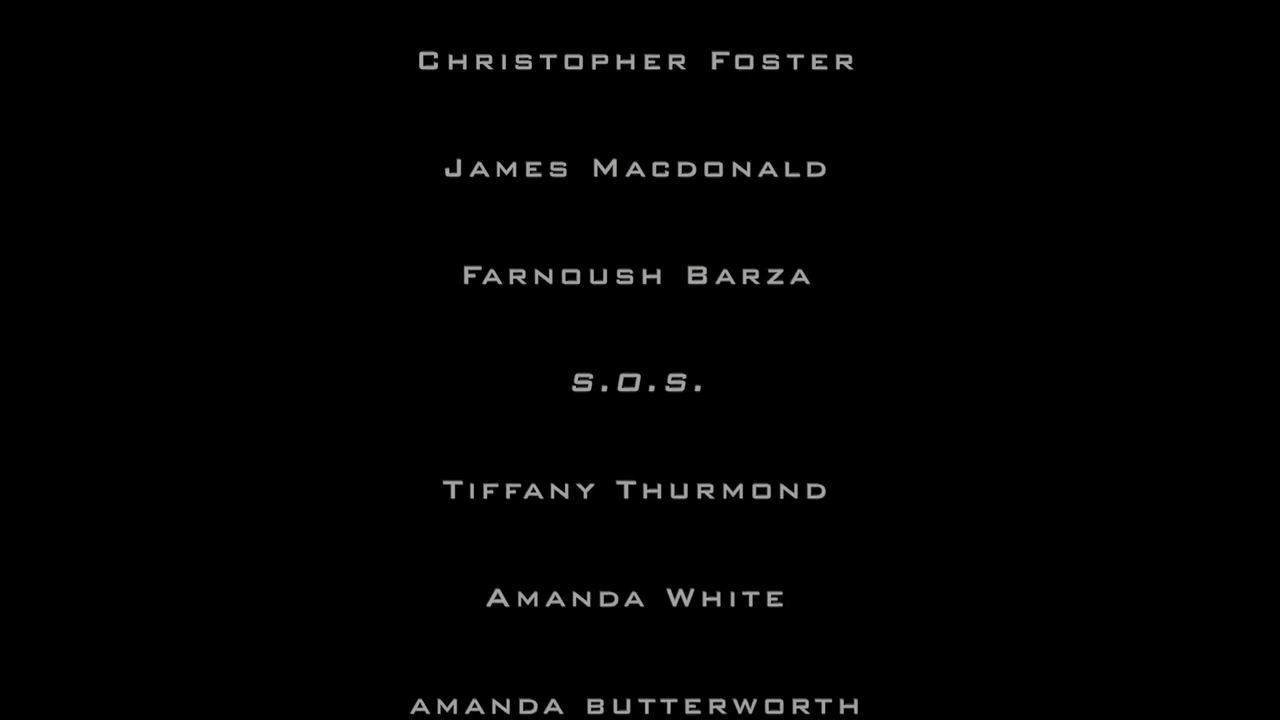 Christopher Foster
James Macdonald
Farnoush Barza
S.O.S.
Tiffany Thurmond
Amanda White
AMANDA BUTTERWORTH